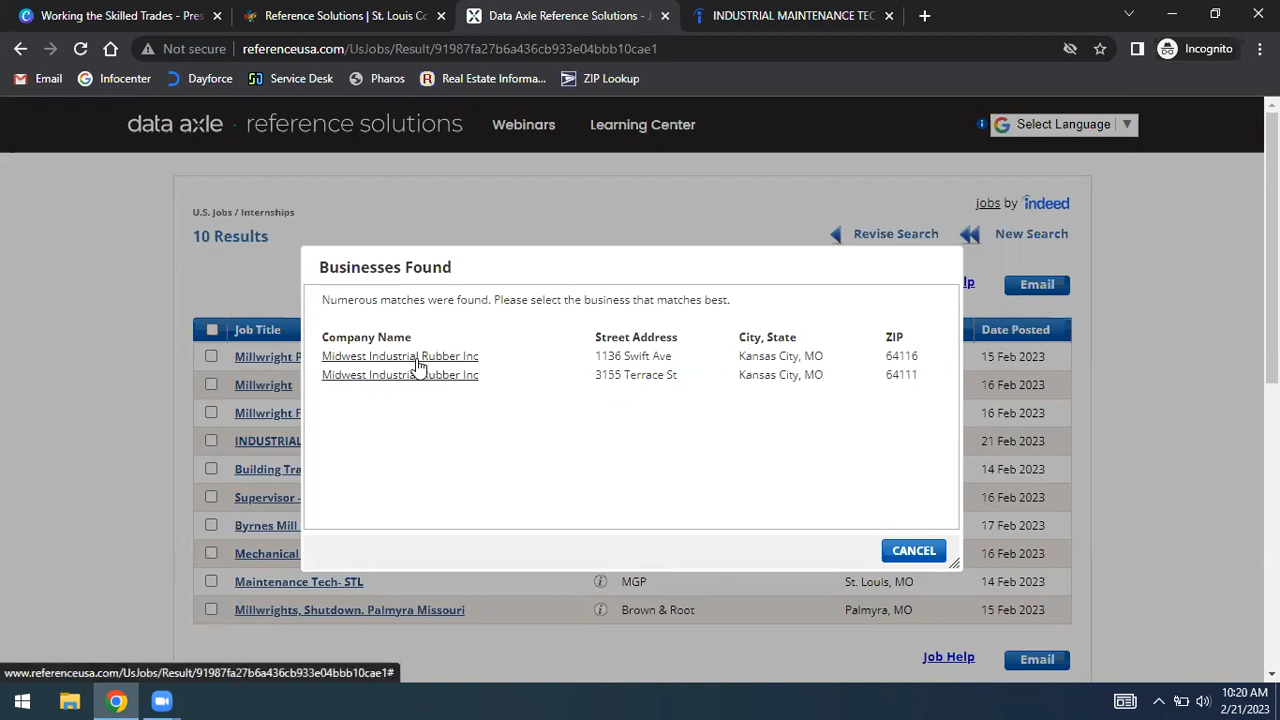 Working the Skilled Trades - Pres
Reference Solutions | St. Louis Co
Data Axle Reference Solutions - J
INDUSTRIAL MAINTENANCE TEC
Not secure referenceusa.com/UsJobs/Result/91987fa27b6a436cb933e04bbb10cae1
Incognito
Email Infocenter Dayforce Service Desk Pharos Real Estate Informa... ZIP Lookup
data axle · reference solutions Webinars Learning Center Select Language
U.S. Jobs / Internships
jobs by indeed
10 Results
Revise Search New Search
lp Email
Businesses Found
Numerous matches were found. Please select the business that matches best.
Company Name Street Address City, State ZIP
Midwest Industrial Rubber Inc 1136 Swift Ave Kansas City, MO 64116
Midwest Industrial Rubber Inc 3155 Terrace St Kansas City, MO 64111
CANCEL
Job Title Date Posted
Millwright P 15 Feb 2023
Millwright 16 Feb 2023
Millwright F 16 Feb 2023
INDUSTRIAL 21 Feb 2023
Building Tra 14 Feb 2023
Supervisor - 16 Feb 2023
Byrnes Mill 17 Feb 2023
Mechanical 16 Feb 2023
Maintenance Tech- STL MGP St. Louis, MO 14 Feb 2023
Millwrights, Shutdown. Palmyra Missouri Brown & Root Palmyra, MO 15 Feb 2023
Job Help Email
www.referenceusa.com/UsJobs/Result/91987fa27b6a436cb933e04bbb10cae1#
10:20 AM
2/21/2023